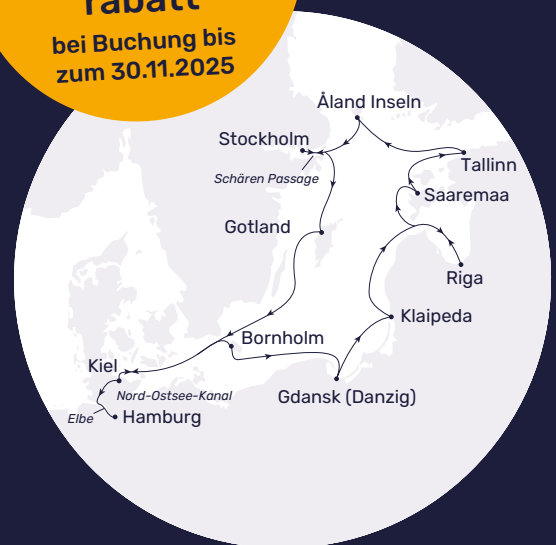 rabatt
bei Buchung bis
zum 30.11.2025
Åland Inseln
Stockholm
Tallinn
Schären Passage
Saaremaa
Gotland
Riga
Klaipeda
Bornholm
Kiel
Nord-Ostsee-Kanal
Gdansk (Danzig)
Elbe
Hamburg